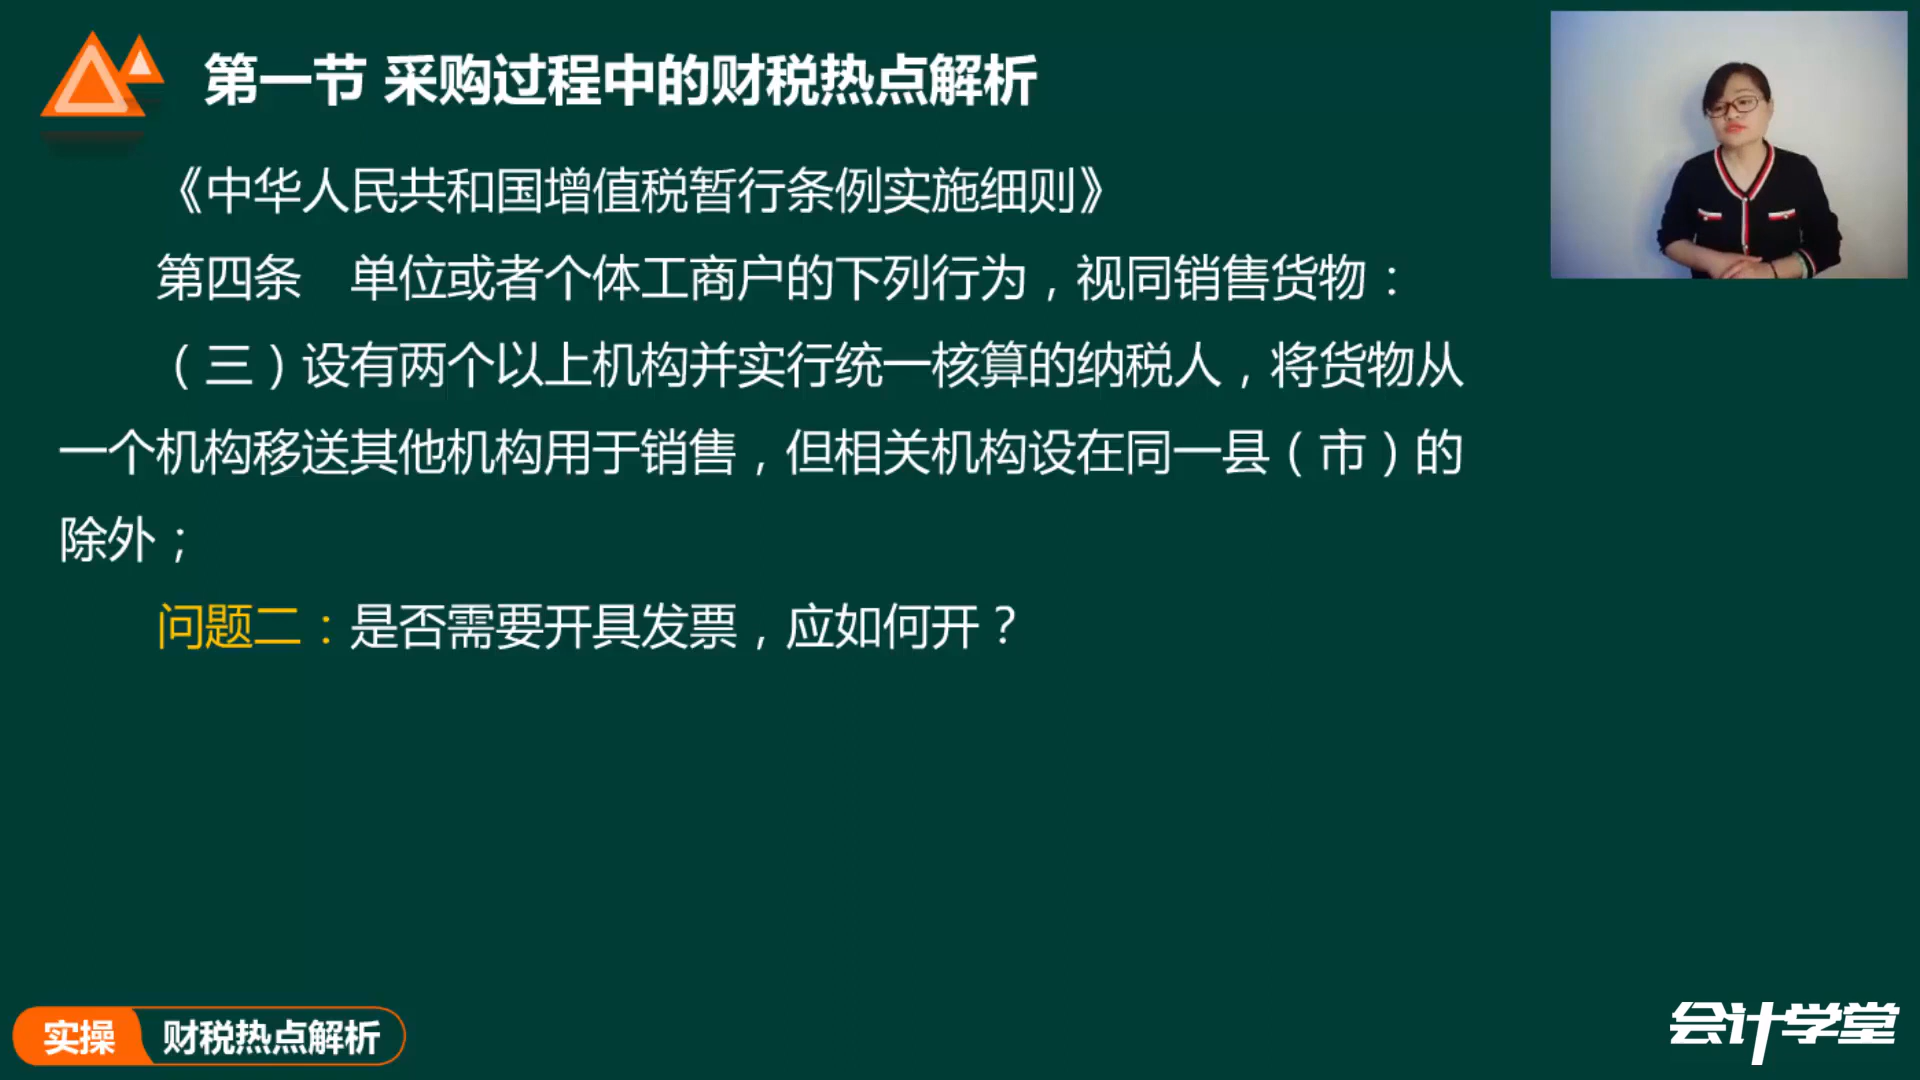 第一节 采购过程中的财税热点解析
《中华人民共和国增值税暂行条例实施细则》
第四条　单位或者个体工商户的下列行为，视同销售货物：
（三）设有两个以上机构并实行统一核算的纳税人，将货物从
一个机构移送其他机构用于销售，但相关机构设在同一县（市）的
除外；
问题二：是否需要开具发票，应如何开？
实操 财税热点解析
会计学堂